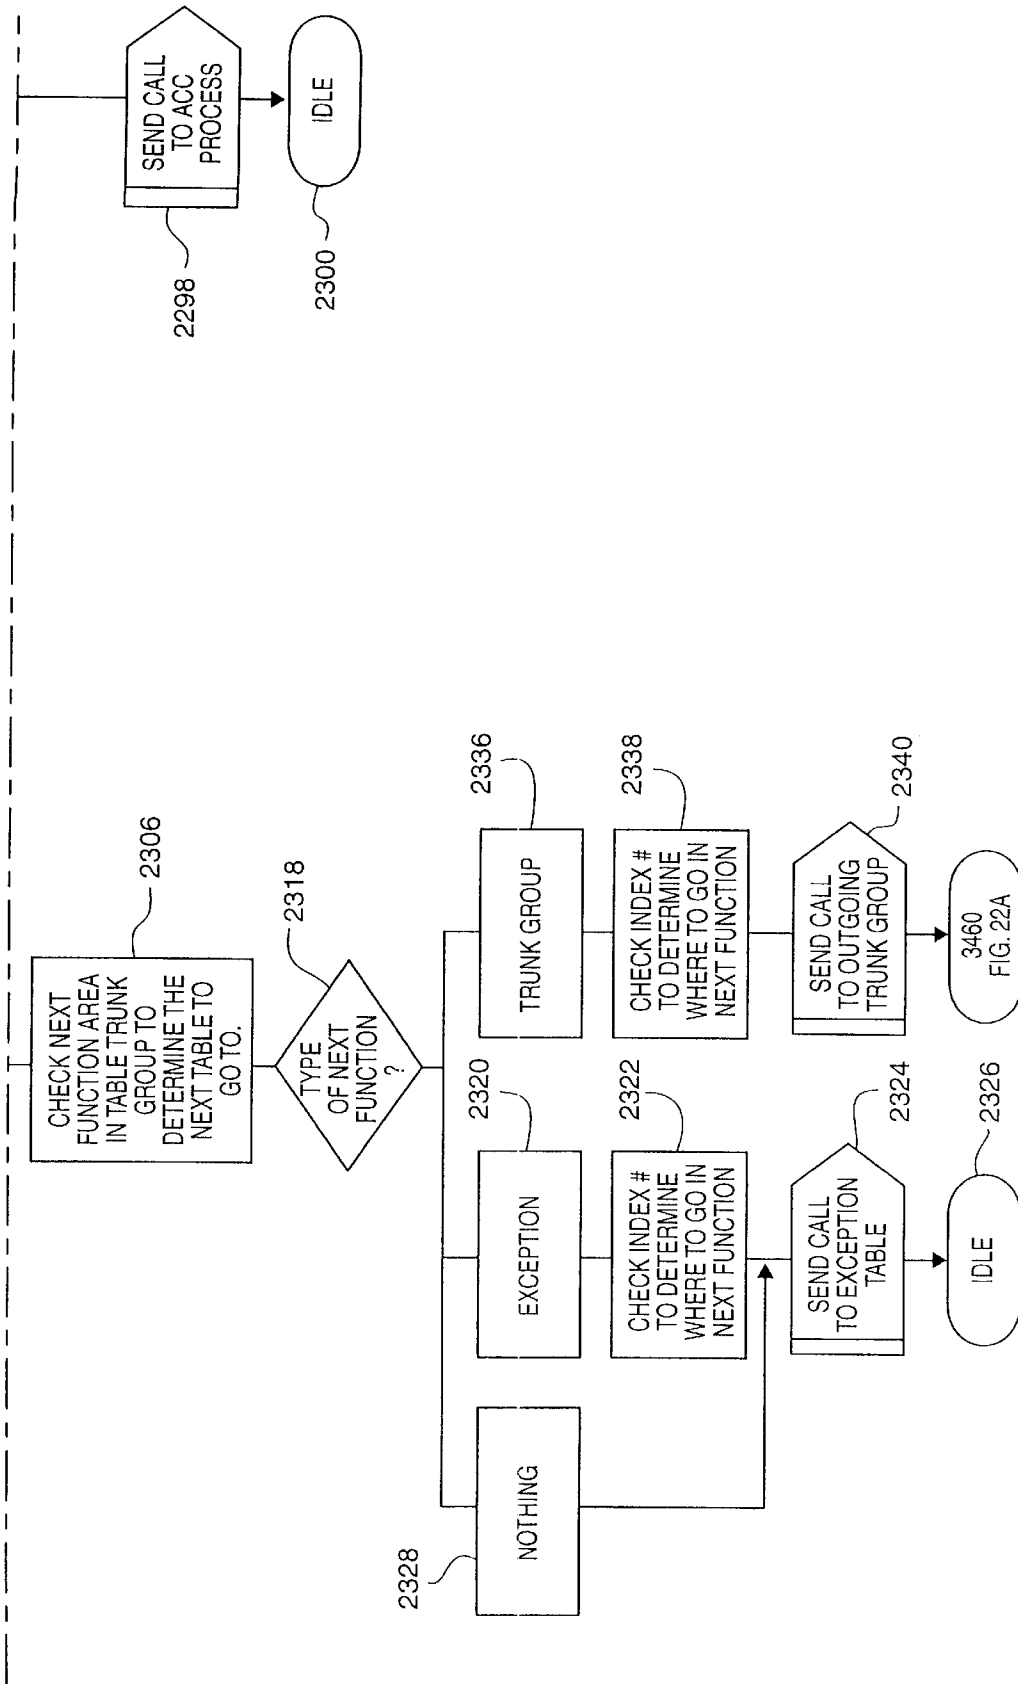 CHECK NEXT
FUNCTION AREA
IN TABLE TRUNK
GROUP TO
DETERMINE THE
NEXT TABLE TO
GO TO.
2306
TYPE
OF NEXT
FUNCTION
?
2318
2328
NOTHING
EXCEPTION
2320
CHECK INDEX #
TO DETERMINE
WHERE TO GO IN
NEXT FUNCTION
2322
SEND CALL
TO EXCEPTION
TABLE
2324
IDLE
2326
TRUNK GROUP
2336
CHECK INDEX #
TO DETERMINE
WHERE TO GO IN
NEXT FUNCTION
2338
SEND CALL
TO OUTGOING
TRUNK GROUP
2340
3460
FIG. 22A
2298
SEND CALL
TO ACC
PROCESS
2300
IDLE